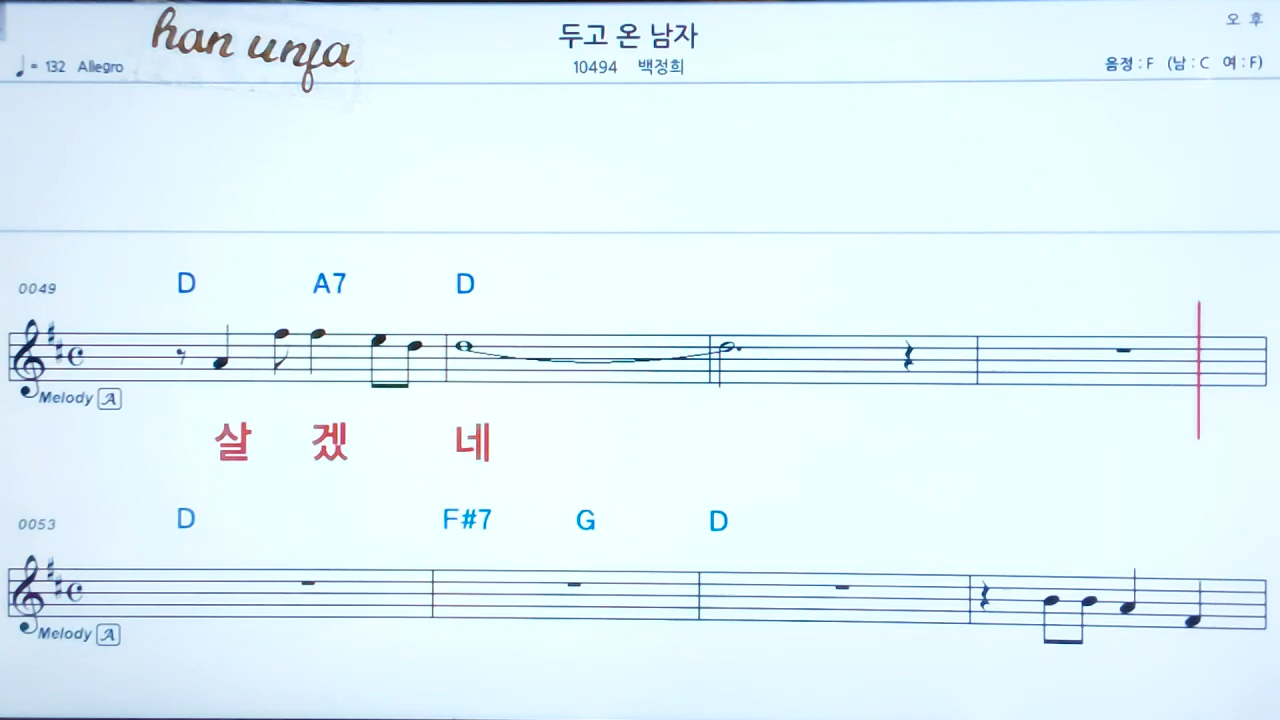 오 후
han unfa
두고 온 남자
♩= 132 Allegro
10494 백정희
음정 : F (남 : C 여 : F)
0049 D A7 D
Melody A
살 겠 네
0053 D F#7 G D
Melody A